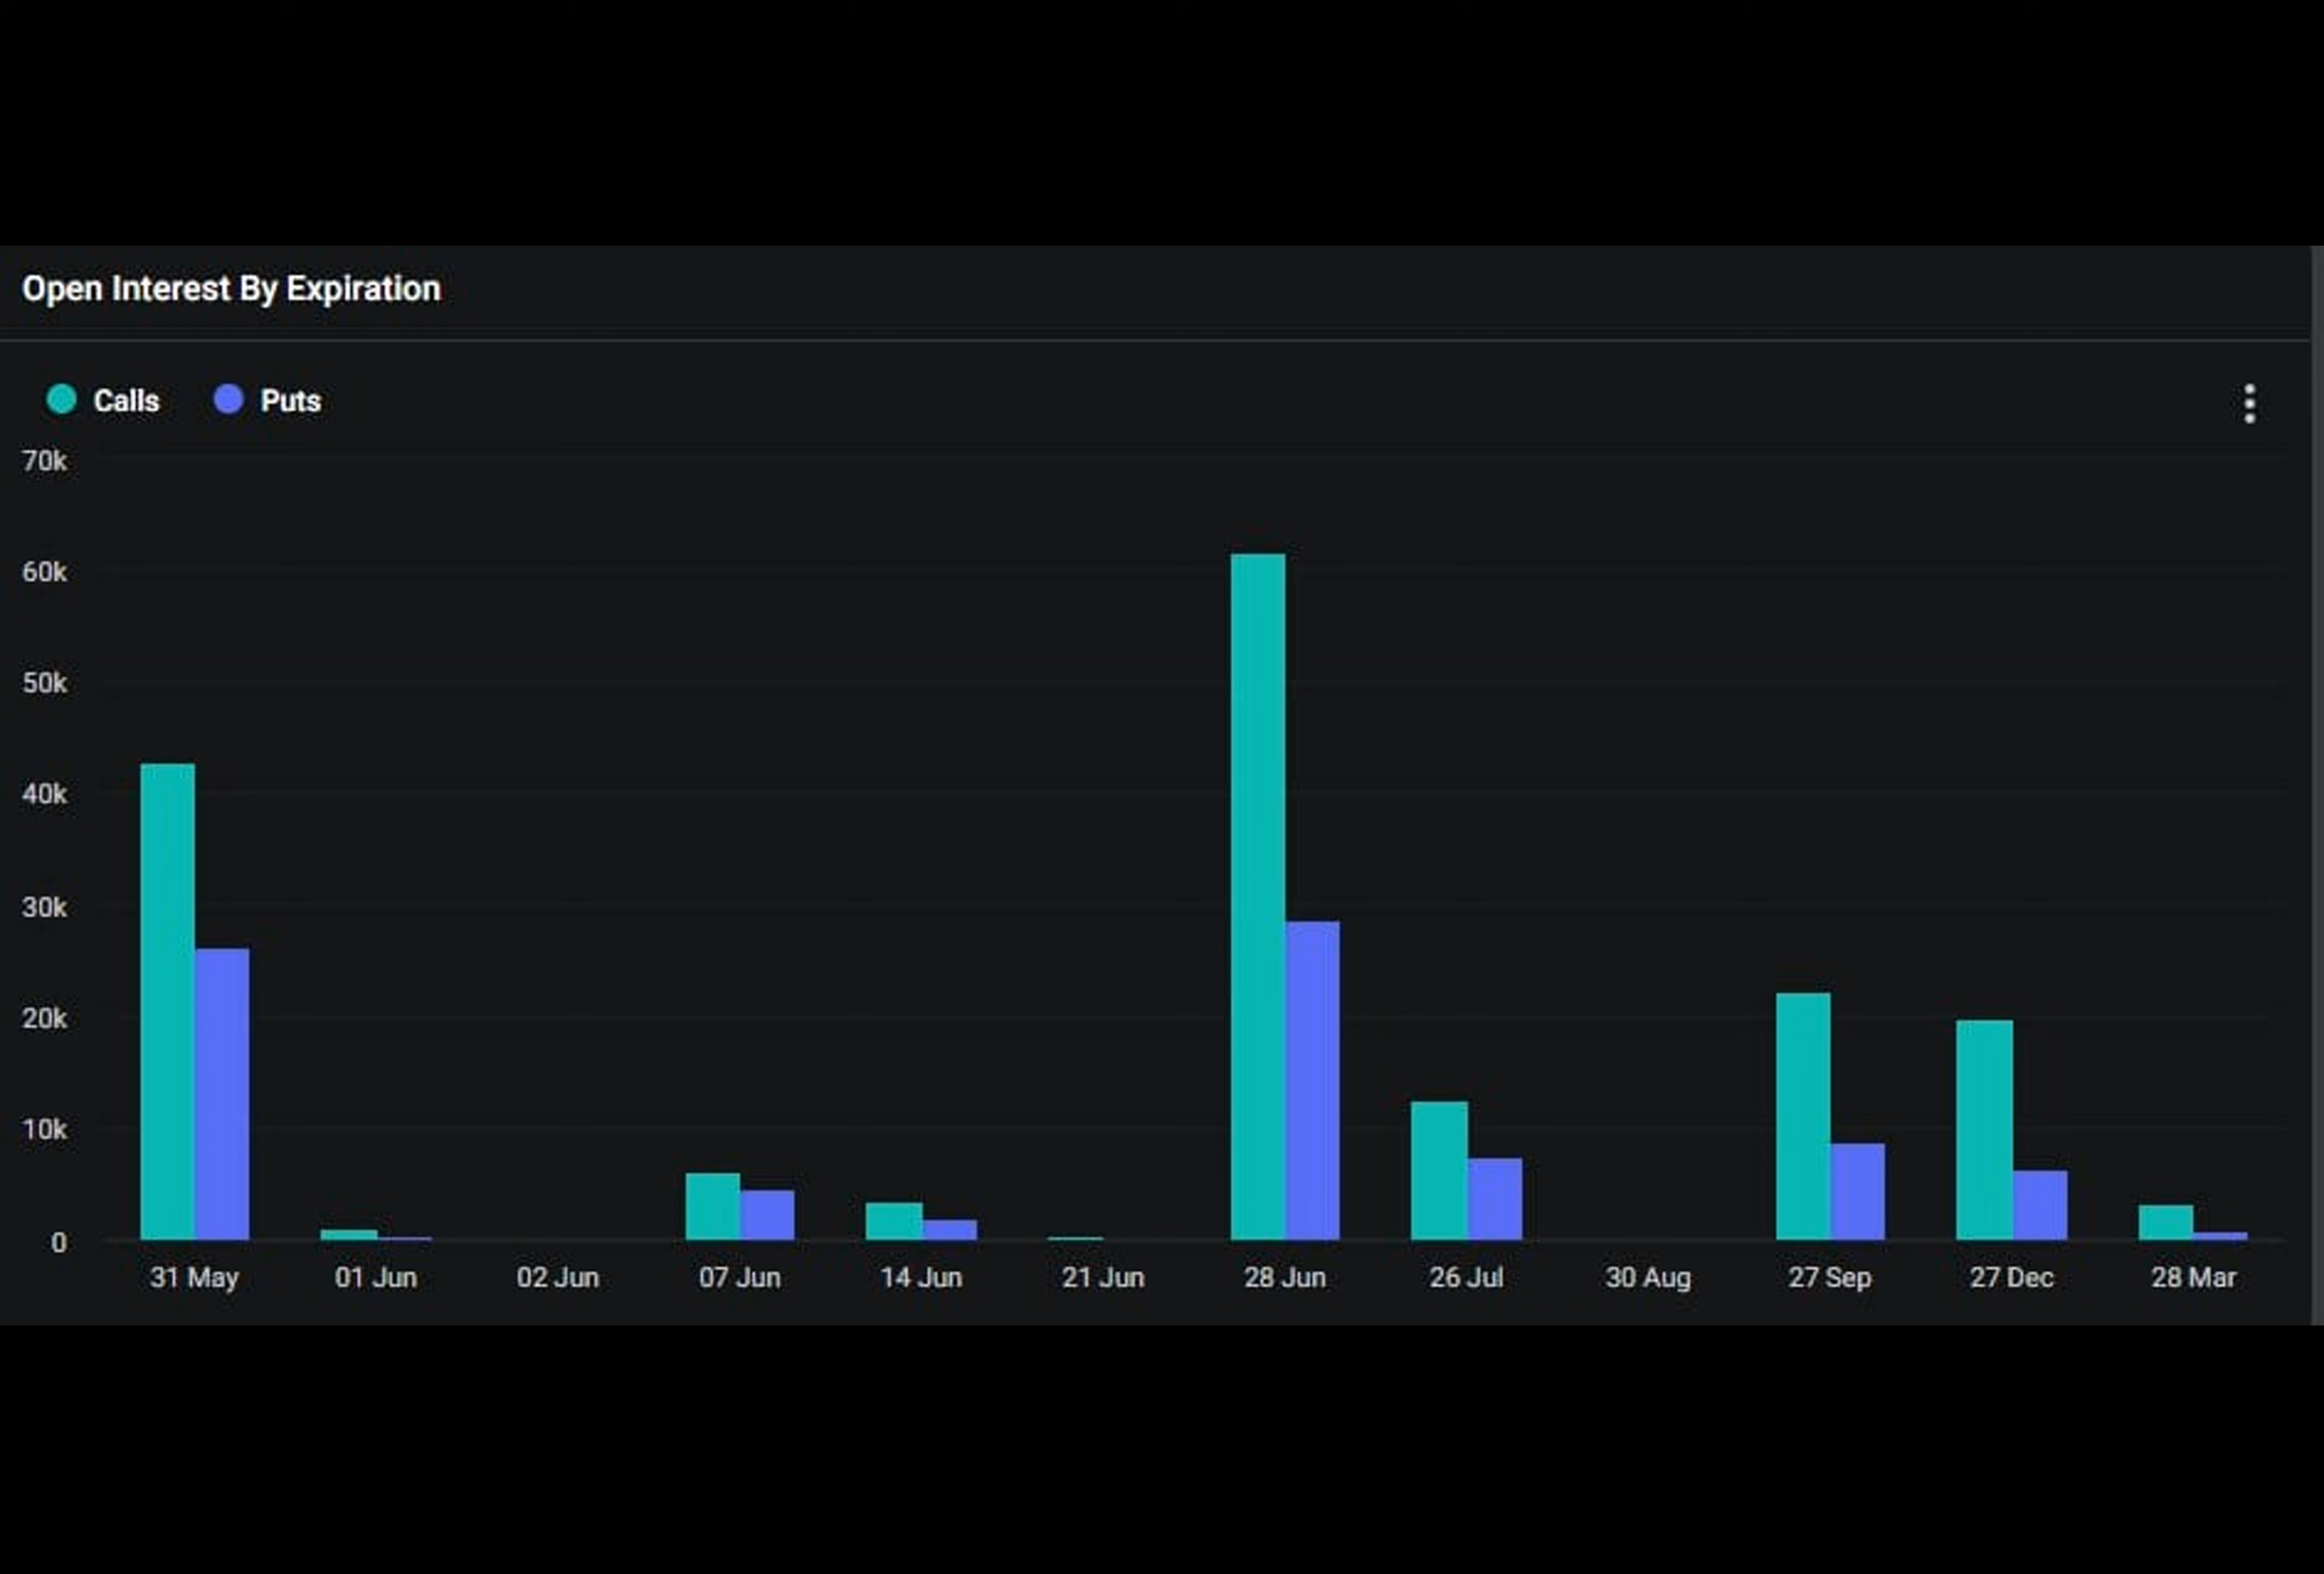 Open Interest By Expiration
Calls Puts
70k
60k
50k
40k
30k
20k
10k
0
31 May 01 Jun 02 Jun 07 Jun 14 Jun 21 Jun 28 Jun 26 Jul 30 Aug 27 Sep 27 Dec 28 Mar